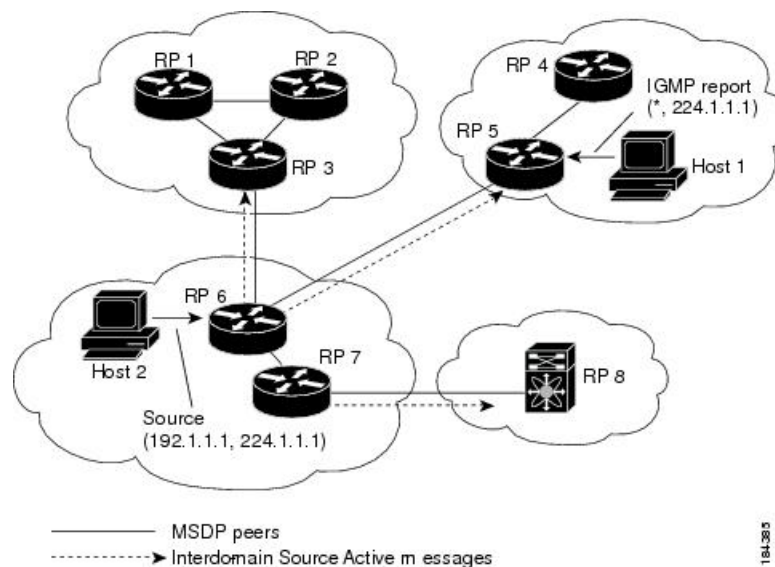 RP 1
RP 2
RP 3
RP 4
IGMP report
(*, 224.1.1.1)
RP 5
Host 1
RP 6
Host 2
RP 7
RP 8
Source
(192.1.1.1, 224.1.1.1)
MSDP peers
Interdomain Source Active m essages
184385